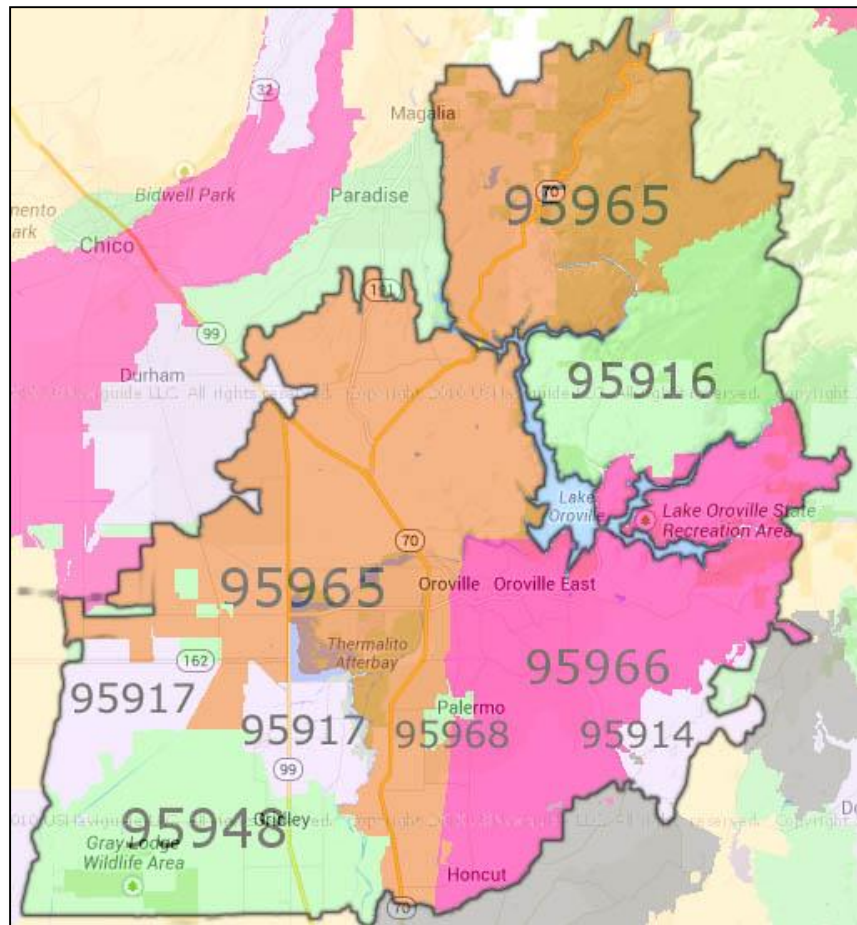 32
Magalia
Bidwell Park
Paradise
70
95965
Chico
ark
191
99
Durham
95916
Lake
Oroville
Lake Oroville State
Recreation Area
70
95965
Oroville
Oroville East
Thermalito
Afterbay
162
95966
95917
95917
Palermo
95968
95914
99
95948
Gridley
Gray Lodge
Wildlife Area
Honcut
70